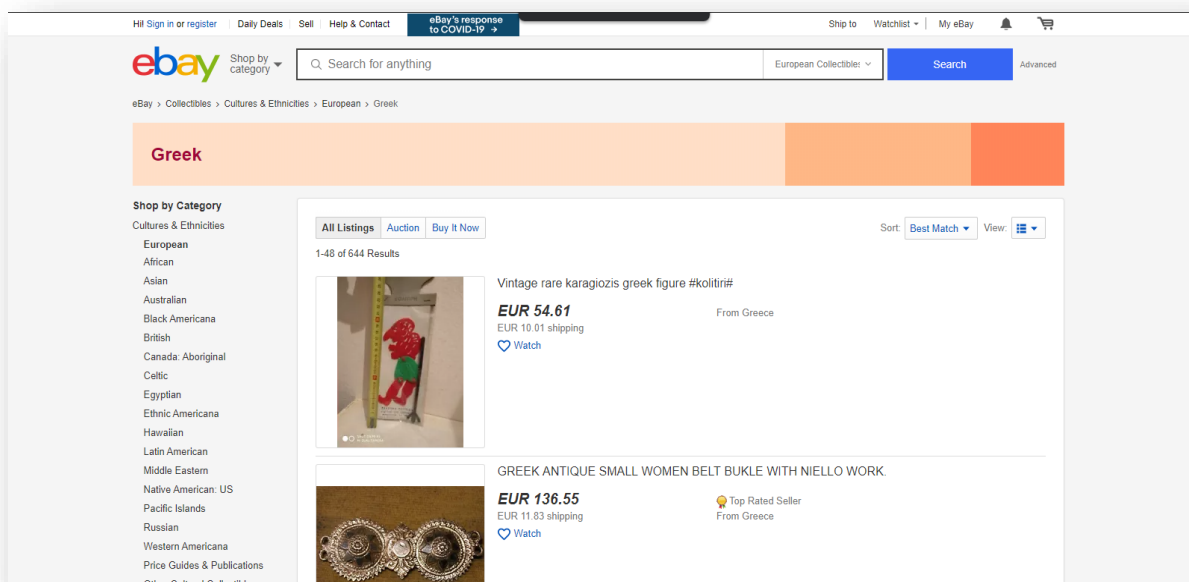 Hi! Sign in or register
Daily Deals
Sell
Help & Contact
eBay's response
to COVID-19 →
Ship to
Watchlist
My eBay
ebay
Shop by
category
Search for anything
European Collectibles
Search
Advanced
eBay > Collectibles > Cultures & Ethnicities > European > Greek
Greek
Shop by Category
Cultures & Ethnicities
European
African
Asian
Australian
Black Americana
British
Canada: Aboriginal
Celtic
Egyptian
Ethnic Americana
Hawaiian
Latin American
Middle Eastern
Native American: US
Pacific Islands
Russian
Western Americana
Price Guides & Publications
All Listings
Auction
Buy It Now
Sort: Best Match
View:
1-48 of 644 Results
Vintage rare karagiozis greek figure #kolitiri#
EUR 54.61
From Greece
EUR 10.01 shipping
Watch
GREEK ANTIQUE SMALL WOMEN BELT BUKLE WITH NIELLO WORK.
EUR 136.55
Top Rated Seller
EUR 11.83 shipping
From Greece
Watch